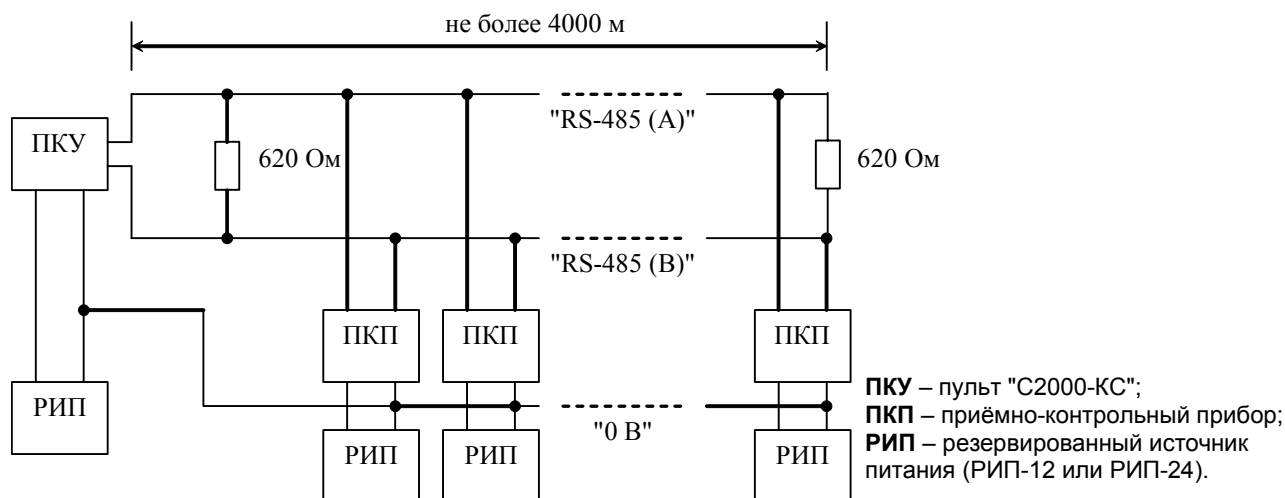 не более 4000 м
"RS-485 (A)"
ПКУ
620 Ом
620 Ом
"RS-485 (B)"
ПКП
ПКП
ПКП
РИП
"0 В"
РИП
РИП
РИП
ПКУ – пульт "С2000-КС";
ПКП – приёмно-контрольный прибор;
РИП – резервированный источник
питания (РИП-12 или РИП-24).